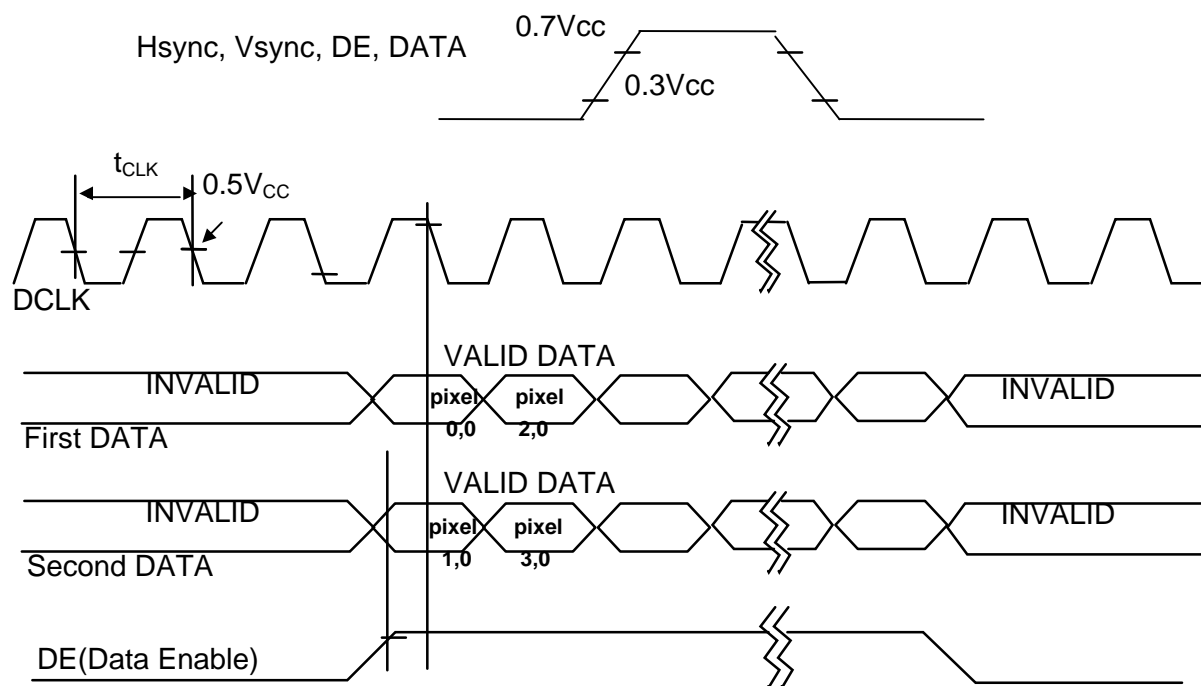 0.7Vcc
Hsync, Vsync, DE, DATA
0.3Vcc
tCLK
0.5VCC
DCLK
VALID DATA
INVALID
INVALID
pixel
pixel
0,0
2,0
First DATA
VALID DATA
INVALID
INVALID
pixel
pixel
1,0
3,0
Second DATA
DE(Data Enable)